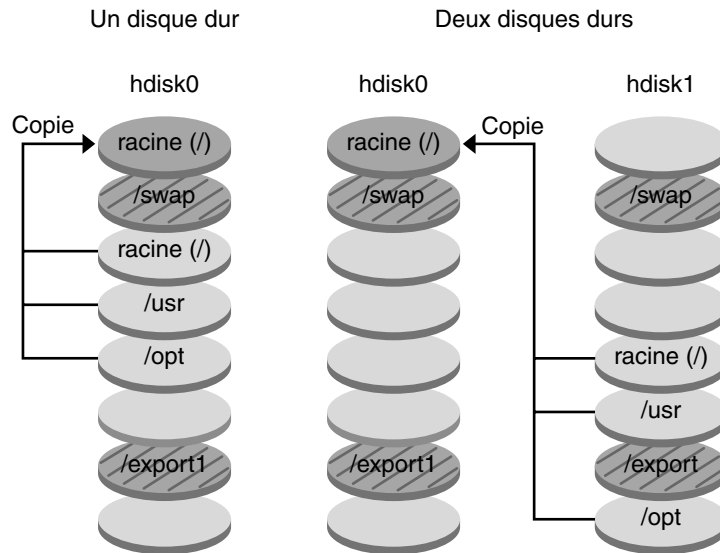 Un disque dur
Deux disques durs
hdisk0
hdisk0
hdisk1
Copie
racine (/)
/swap
racine (/)
/usr
/opt
/export1
racine (/)
Copie
/swap
/export1
/swap
racine (/)
/usr
/export
/opt